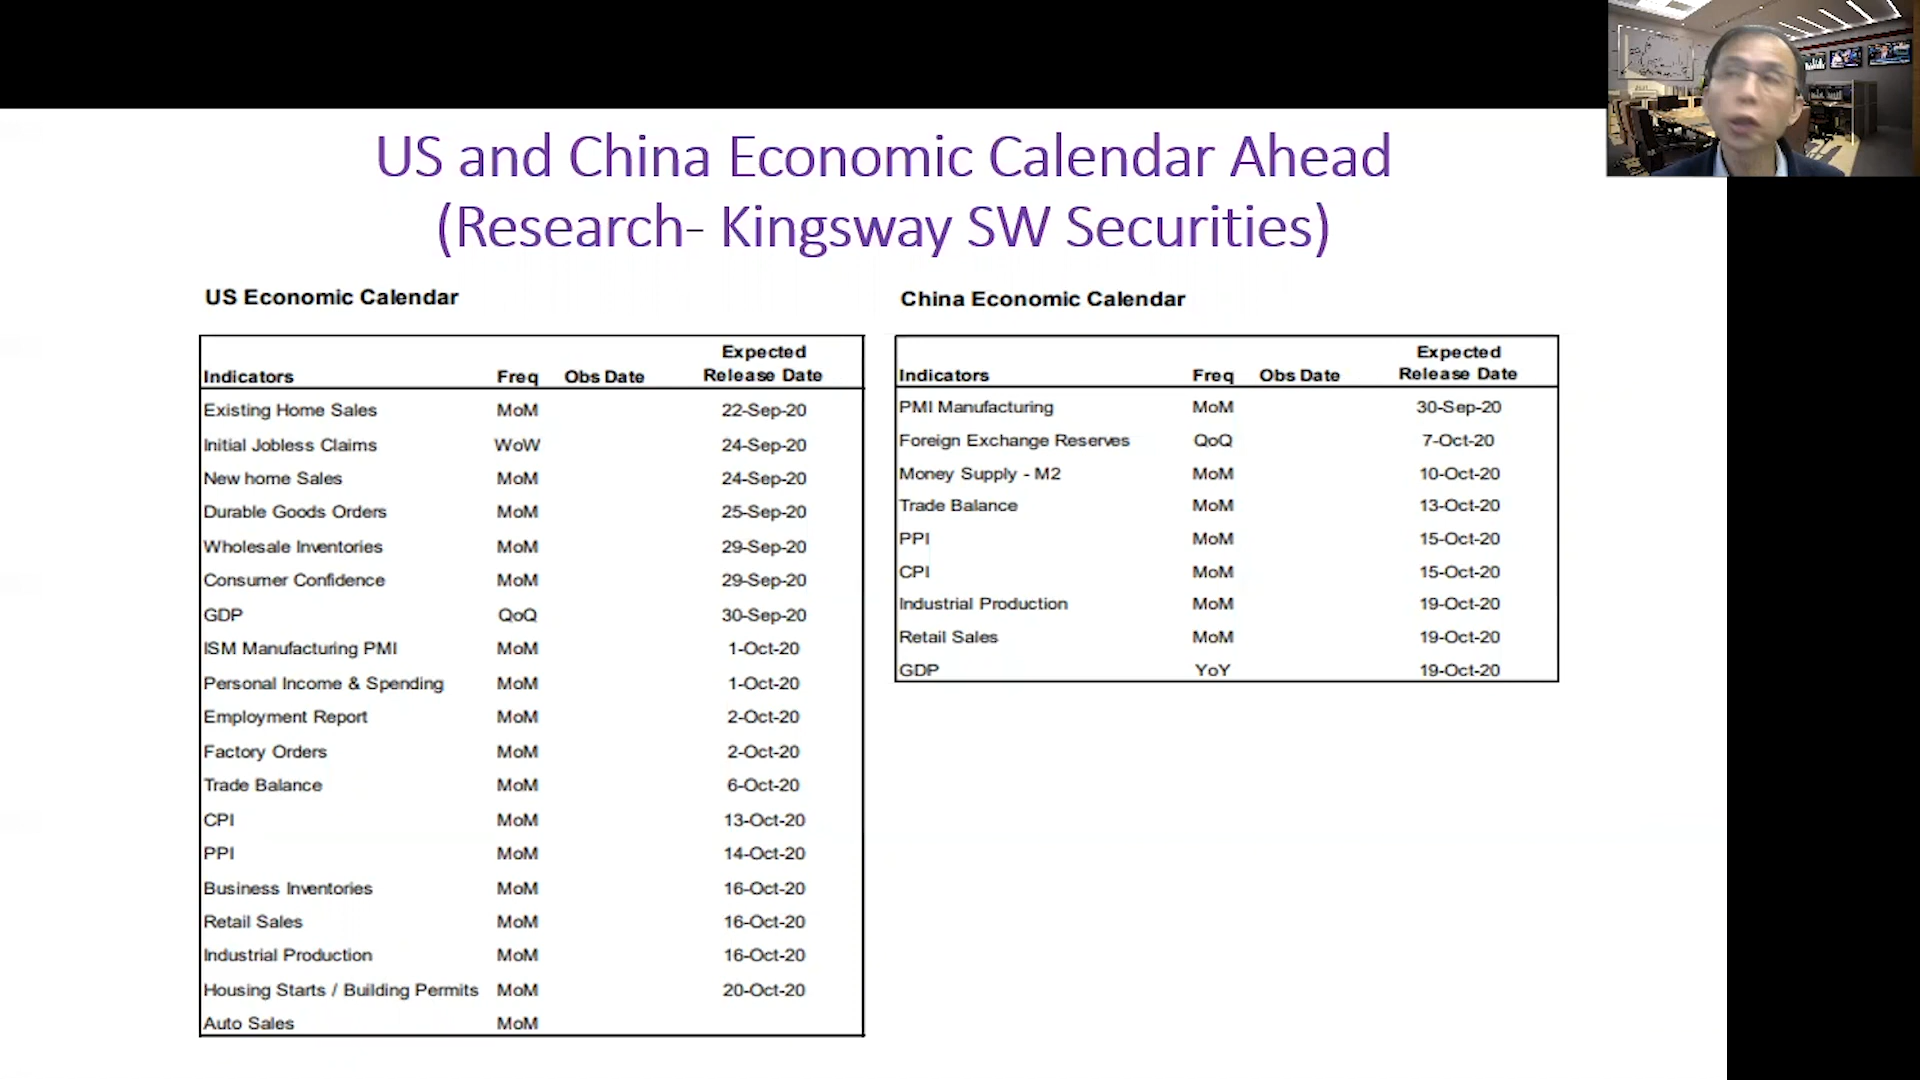 US and China Economic Calendar Ahead
(Research- Kingsway SW Securities)
US Economic Calendar
Indicators Freq Obs Date Expected Release Date
Existing Home Sales MoM 22-Sep-20
Initial Jobless Claims WoW 24-Sep-20
New home Sales MoM 24-Sep-20
Durable Goods Orders MoM 25-Sep-20
Wholesale Inventories MoM 29-Sep-20
Consumer Confidence MoM 29-Sep-20
GDP QoQ 30-Sep-20
ISM Manufacturing PMI MoM 1-Oct-20
Personal Income & Spending MoM 1-Oct-20
Employment Report MoM 2-Oct-20
Factory Orders MoM 2-Oct-20
Trade Balance MoM 6-Oct-20
CPI MoM 13-Oct-20
PPI MoM 14-Oct-20
Business Inventories MoM 16-Oct-20
Retail Sales MoM 16-Oct-20
Industrial Production MoM 16-Oct-20
Housing Starts / Building Permits MoM 20-Oct-20
Auto Sales MoM
China Economic Calendar
Indicators Freq Obs Date Expected Release Date
PMI Manufacturing MoM 30-Sep-20
Foreign Exchange Reserves QoQ 7-Oct-20
Money Supply - M2 MoM 10-Oct-20
Trade Balance MoM 13-Oct-20
PPI MoM 15-Oct-20
CPI MoM 15-Oct-20
Industrial Production MoM 19-Oct-20
Retail Sales MoM 19-Oct-20
GDP YoY 19-Oct-20